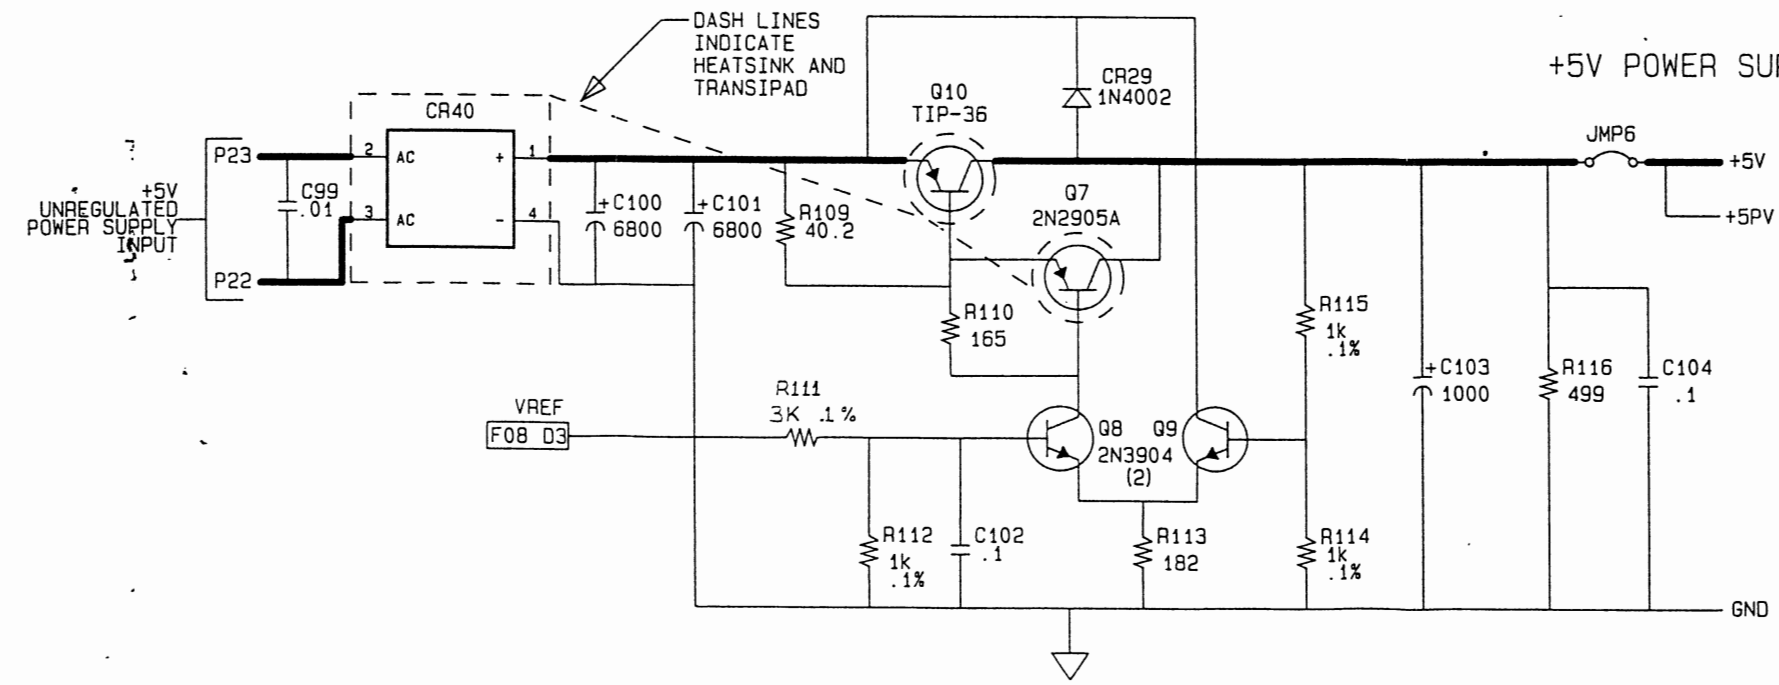 DASH LINES
INDICATE
HEATSINK AND
TRANSIPAD
+5V POWER SUP
CR40
Q10
TIP-36
CR29
1N4002
JMP6
P23
2
AC
+
1
+5V
C99
.01
+5V
UNREGULATED
POWER SUPPLY
INPUT
3
AC
-
4
P22
+C100
6800
+C101
6800
R109
40.2
Q7
2N2905A
+5PV
R110
165
R115
1k
.1%
+C103
1000
R116
499
C104
.1
VREF
F08 D3
R111
3K .1%
Q8
Q9
2N3904
(2)
R112
1k
.1%
C102
.1
R113
182
R114
1k
.1%
GND